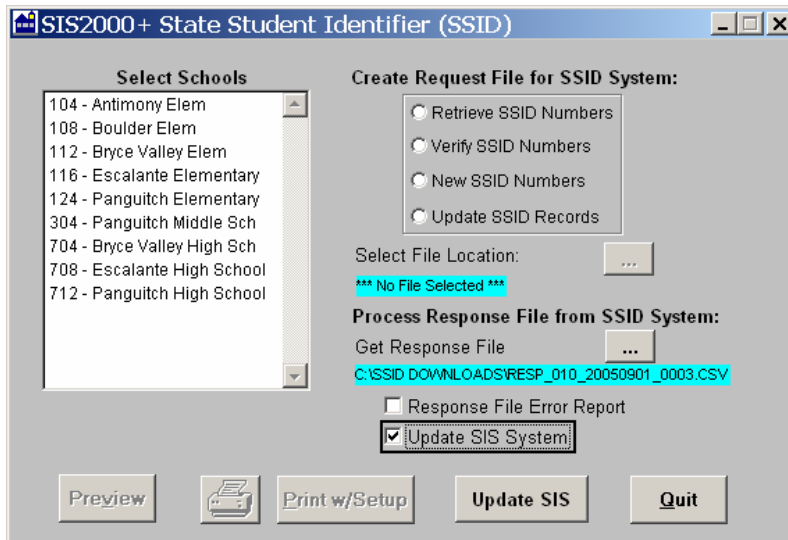 SIS2000+ State Student Identifier (SSID)
Select Schools
104 - Antimony Elem
108 - Boulder Elem
112 - Bryce Valley Elem
116 - Escalante Elementary
124 - Panguitch Elementary
304 - Panguitch Middle Sch
704 - Bryce Valley High Sch
708 - Escalante High School
712 - Panguitch High School
Create Request File for SSID System:
Retrieve SSID Numbers
Verify SSID Numbers
New SSID Numbers
Update SSID Records
Select File Location:
...
*** No File Selected ***
Process Response File from SSID System:
Get Response File
...
C:\SSID DOWNLOADS\RESP_010_20050901_0003.CSV
Response File Error Report
Update SIS System
Preview
Print w/Setup
Update SIS
Quit